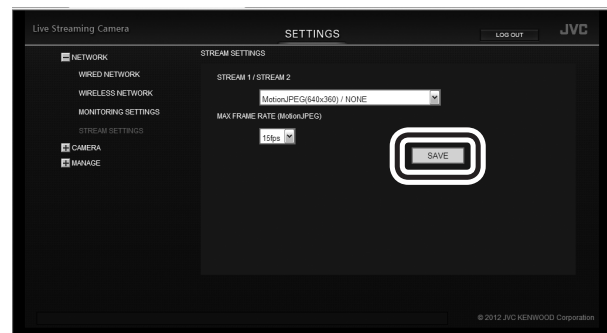 Live Streaming Camera
SETTINGS
LOG OUT
JVC
NETWORK
WIRED NETWORK
WIRELESS NETWORK
MONITORING SETTINGS
STREAM SETTINGS
CAMERA
MANAGE
STREAM SETTINGS
STREAM 1 / STREAM 2
MotionJPEG(640x360) / NONE
MAX FRAME RATE (MotionJPEG)
15fps
SAVE
© 2012 JVC KENWOOD Corporation